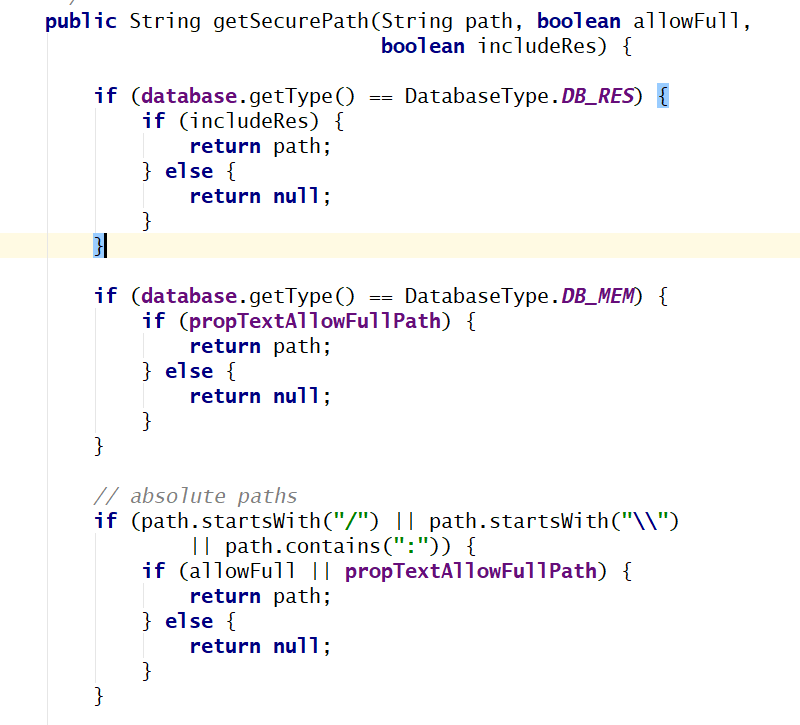 public String getSecurePath(String path, boolean allowFull,
                            boolean includeRes) {

    if (database.getType() == DatabaseType.DB_RES) {
        if (includeRes) {
            return path;
        } else {
            return null;
        }
    }

    if (database.getType() == DatabaseType.DB_MEM) {
        if (propTextAllowFullPath) {
            return path;
        } else {
            return null;
        }
    }

    // absolute paths
    if (path.startsWith("/") || path.startsWith("\\")
            || path.contains(":")) {
        if (allowFull || propTextAllowFullPath) {
            return path;
        } else {
            return null;
        }
    }